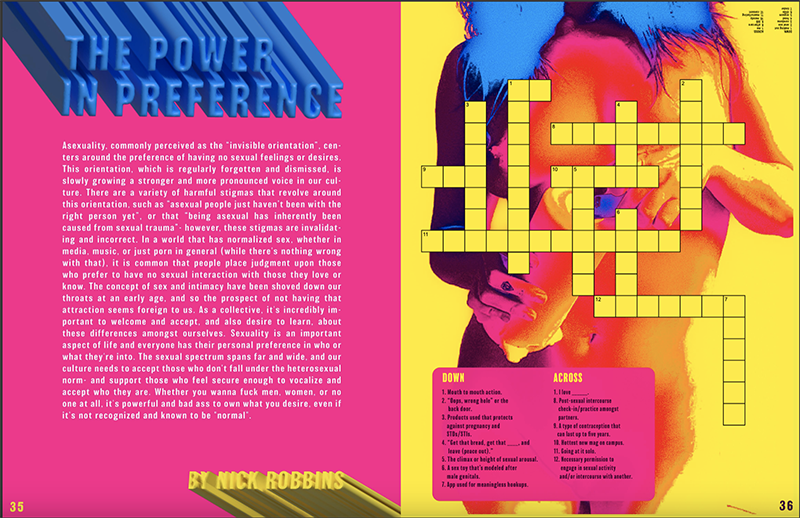 THE POWER
IN PREFERENCE
Asexuality, commonly perceived as the "invisible orientation", cen-
ters around the preference of having no sexual feelings or desires.
This orientation, which is regularly forgotten and dismissed, is
slowly growing a stronger and more pronounced voice in our cul-
ture. There are a variety of harmful stigmas that revolve around
this orientation, such as "asexual people just haven't been with the
right person yet", or that "being asexual has inherently been
caused from sexual trauma"- however, these stigmas are invalidat-
ing and incorrect. In a world that has normalized sex, whether in
media, music, or just porn in general (while there's nothing wrong
with that), it is common that people place judgment upon those
who prefer to have no sexual interaction with those they love or
know. The concept of sex and intimacy have been shoved down our
throats at an early age, and so the prospect of not having that
attraction seems foreign to us. As a collective, it's incredibly im-
portant to welcome and accept, and also desire to learn, about
these differences amongst ourselves. Sexuality is an important
aspect of life and everyone has their personal preference in who or
what they're into. The sexual spectrum spans far and wide, and our
culture needs to accept those who don't fall under the heterosexual
norm- and support those who feel secure enough to vocalize and
accept who they are. Whether you wanna fuck men, women, or no
one at all, it's powerful and bad ass to own what you desire, even if
it's not recognized and known to be "normal".
BY NICK ROBBINS
35
1
2
3
4
8
9
10
5
6
11
12
7
DOWN
1. Mouth to mouth action.
2. "Oops, wrong hole" or the
back door.
3. Products used that protects
against pregnancy and
STDs/STIs.
4. "Get that bread, get that ____, and
leave (peace out)."
5. The climax or height of sexual arousal.
6. A sex toy that's modeled after
male genitals.
7. App used for meaningless hookups.
ACROSS
1. I love _____.
8. Post-sexual intercourse
check-in/practice amongst
partners.
9. A type of contraception that
can last up to five years.
10. Hottest new mag on campus.
11. Going at it solo.
12. Necessary permission to
engage in sexual activity
and/or intercourse with another.
36